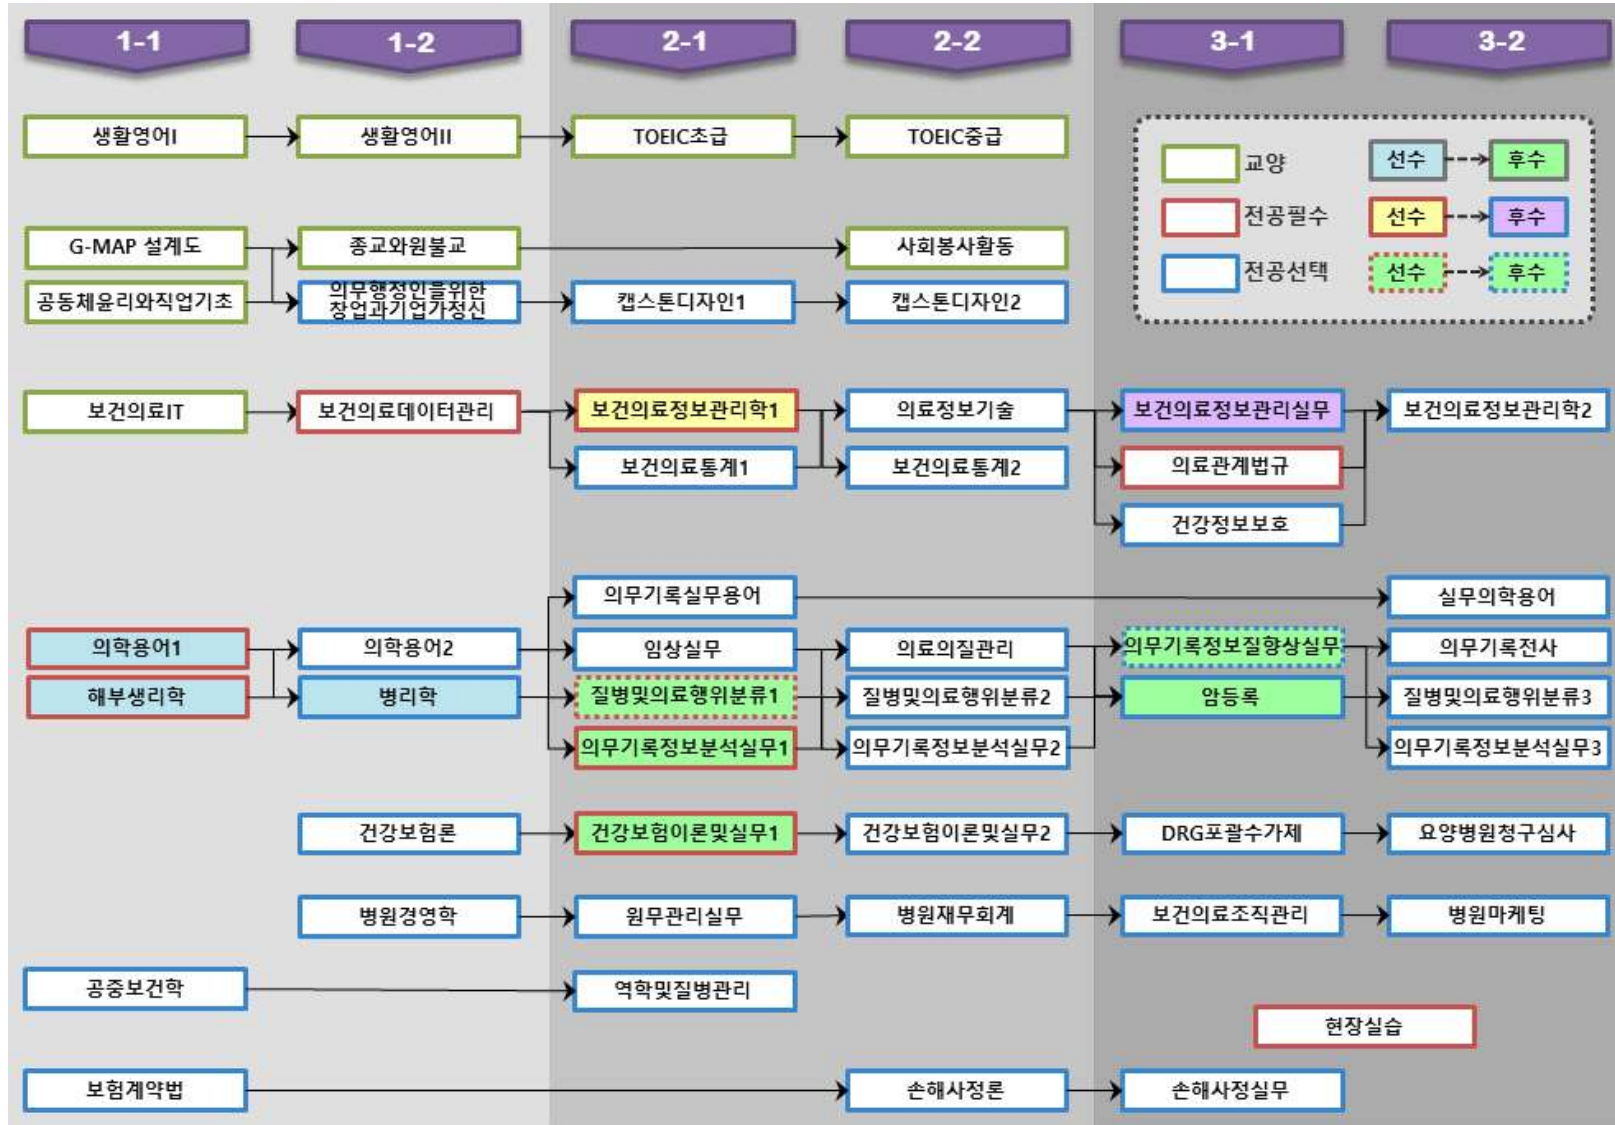 1-1
1-2
2-1
2-2
3-1
3-2
생활영어I
생활영어II
TOEIC초급
TOEIC중급
교양
선수
후수
전공필수
선수
후수
전공선택
선수
후수
G-MAP 설계도
종교와원불교
사회봉사활동
공동체윤리와직업기초
의무행정인을위한
창업과기업가정신
캡스톤디자인1
캡스톤디자인2
보건의료IT
보건의료데이터관리
보건의료정보관리학1
의료정보기술
보건의료정보관리실무
보건의료정보관리학2
보건의료통계1
보건의료통계2
의료관계법규
건강정보보호
의무기록실무용어
실무의학용어
의학용어1
의학용어2
임상실무
의료의질관리
의무기록정보질향상실무
의무기록전사
해부생리학
병리학
질병및의료행위분류1
질병및의료행위분류2
암등록
질병및의료행위분류3
의무기록정보분석실무1
의무기록정보분석실무2
의무기록정보분석실무3
건강보험론
건강보험이론및실무1
건강보험이론및실무2
DRG포괄수가제
요양병원청구심사
병원경영학
원무관리실무
병원재무회계
보건의료조직관리
병원마케팅
공중보건학
역학및질병관리
현장실습
보험계약법
손해사정론
손해사정실무